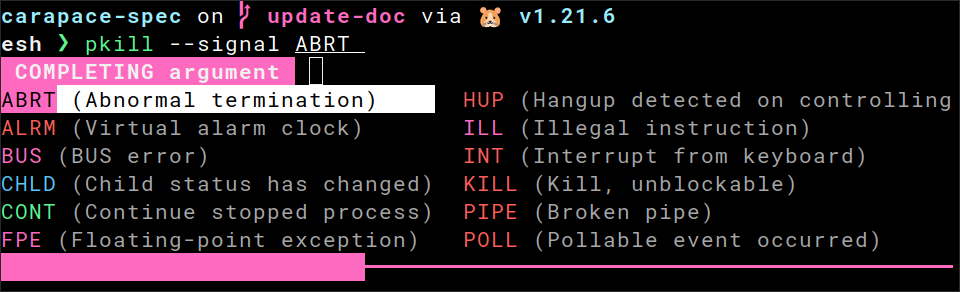 carapace-spec on update-doc via 🐹 v1.21.6
esh ❯ pkill --signal ABRT
COMPLETING argument
ABRT (Abnormal termination) HUP (Hangup detected on controlling
ALRM (Virtual alarm clock) ILL (Illegal instruction)
BUS (BUS error) INT (Interrupt from keyboard)
CHLD (Child status has changed) KILL (Kill, unblockable)
CONT (Continue stopped process) PIPE (Broken pipe)
FPE (Floating-point exception) POLL (Pollable event occurred)